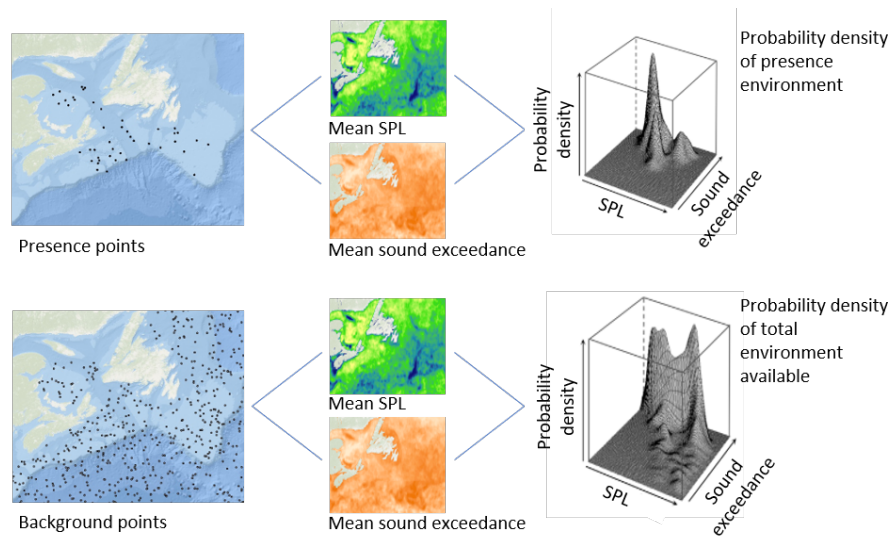 Presence points
Mean SPL
Mean sound exceedance
Probability
density
SPL
Sound
exceedance
Probability density
of presence
environment
Background points
Mean SPL
Mean sound exceedance
Probability
density
SPL
Sound
exceedance
Probability density
of total
environment
available